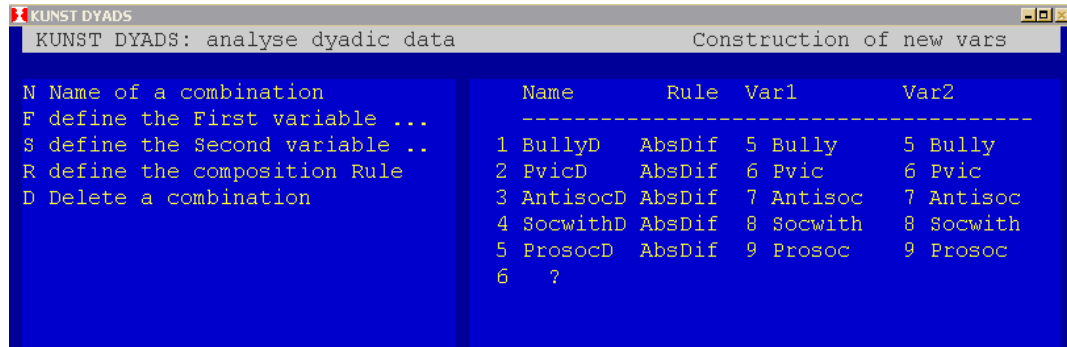 KUNST DYADS
KUNST DYADS: analyse dyadic data Construction of new vars
N Name of a combination
F define the First variable ...
S define the Second variable ..
R define the composition Rule
D Delete a combination
Name Rule Var1 Var2
----------------------------------------
1 BullyD AbsDif 5 Bully 5 Bully
2 PvicD AbsDif 6 Pvic 6 Pvic
3 AntisocD AbsDif 7 Antisoc 7 Antisoc
4 SocwithD AbsDif 8 Socwith 8 Socwith
5 ProsocD AbsDif 9 Prosoc 9 Prosoc
6 ?